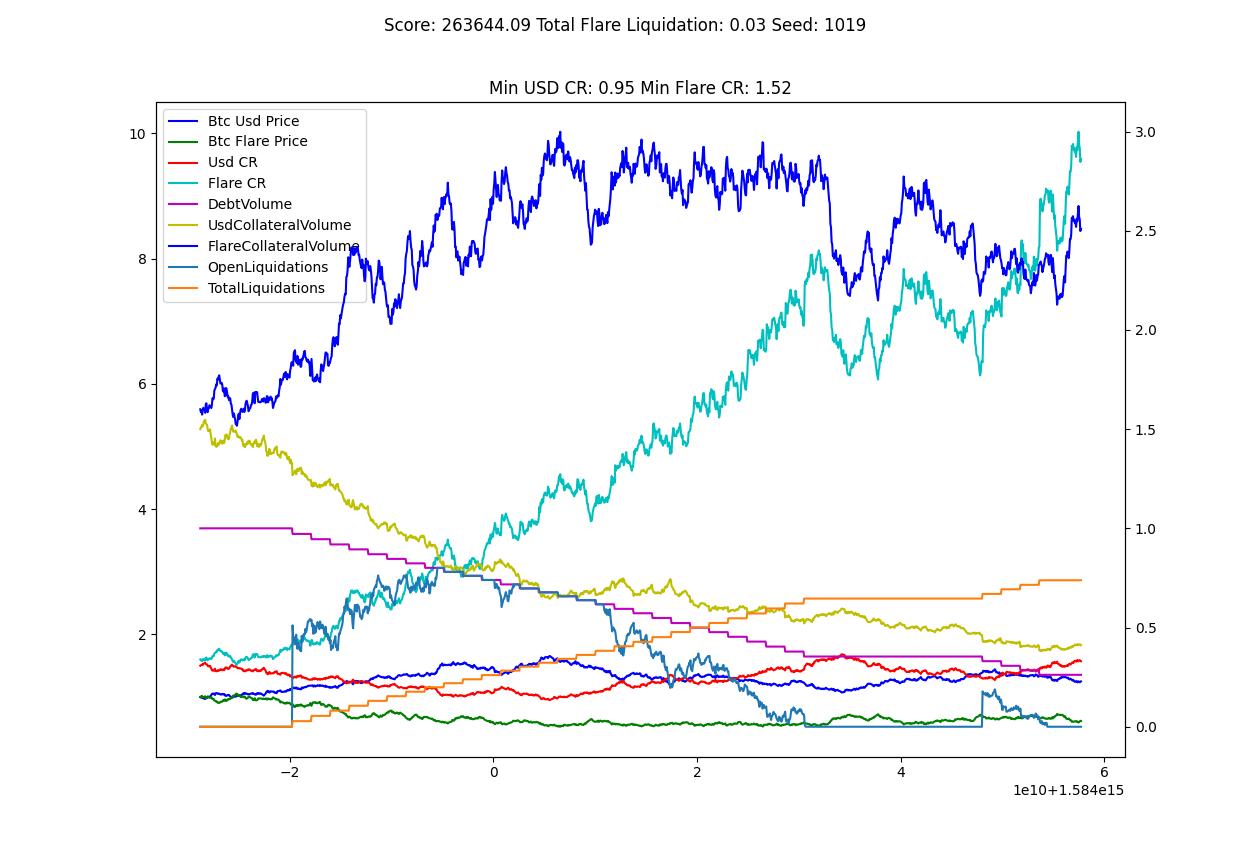 Score: 263644.09 Total Flare Liquidation: 0.03 Seed: 1019
Min USD CR: 0.95 Min Flare CR: 1.52
Btc Usd Price
Btc Flare Price
Usd CR
Flare CR
DebtVolume
UsdCollateralVolume
FlareCollateralVolume
OpenLiquidations
TotalLiquidations
10
8
6
4
2
3.0
2.5
2.0
1.5
1.0
0.5
0.0
−2 0 2 4 6
1e10+1.584e15